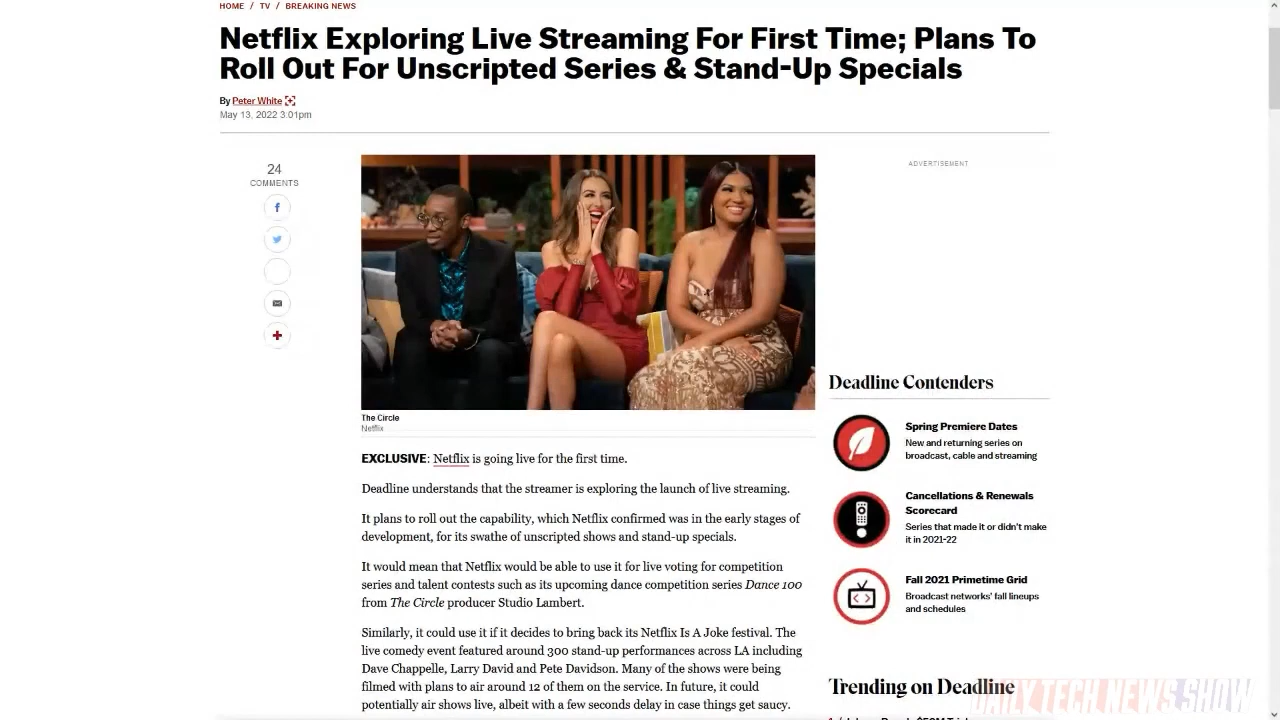 HOME / TV / BREAKING NEWS
Netflix Exploring Live Streaming For First Time; Plans To
Roll Out For Unscripted Series & Stand-Up Specials
By Peter White
May 13, 2022 3:01pm
24
COMMENTS
ADVERTISEMENT
The Circle
Netflix
EXCLUSIVE: Netflix is going live for the first time.
Deadline understands that the streamer is exploring the launch of live streaming.
It plans to roll out the capability, which Netflix confirmed was in the early stages of
development, for its swathe of unscripted shows and stand-up specials.
It would mean that Netflix would be able to use it for live voting for competition
series and talent contests such as its upcoming dance competition series Dance 100
from The Circle producer Studio Lambert.
Similarly, it could use it if it decides to bring back its Netflix Is A Joke festival. The
live comedy event featured around 300 stand-up performances across LA including
Dave Chappelle, Larry David and Pete Davidson. Many of the shows were being
filmed with plans to air around 12 of them on the service. In future, it could
potentially air shows live, albeit with a few seconds delay in case things get saucy.
Deadline Contenders
Spring Premiere Dates
New and returning series on
broadcast, cable and streaming
Cancellations & Renewals
Scorecard
Series that made it or didn't make
it in 2021-22
Fall 2021 Primetime Grid
Broadcast networks' fall lineups
and schedules
Trending on Deadline
DAILY TECH NEWS SHOW